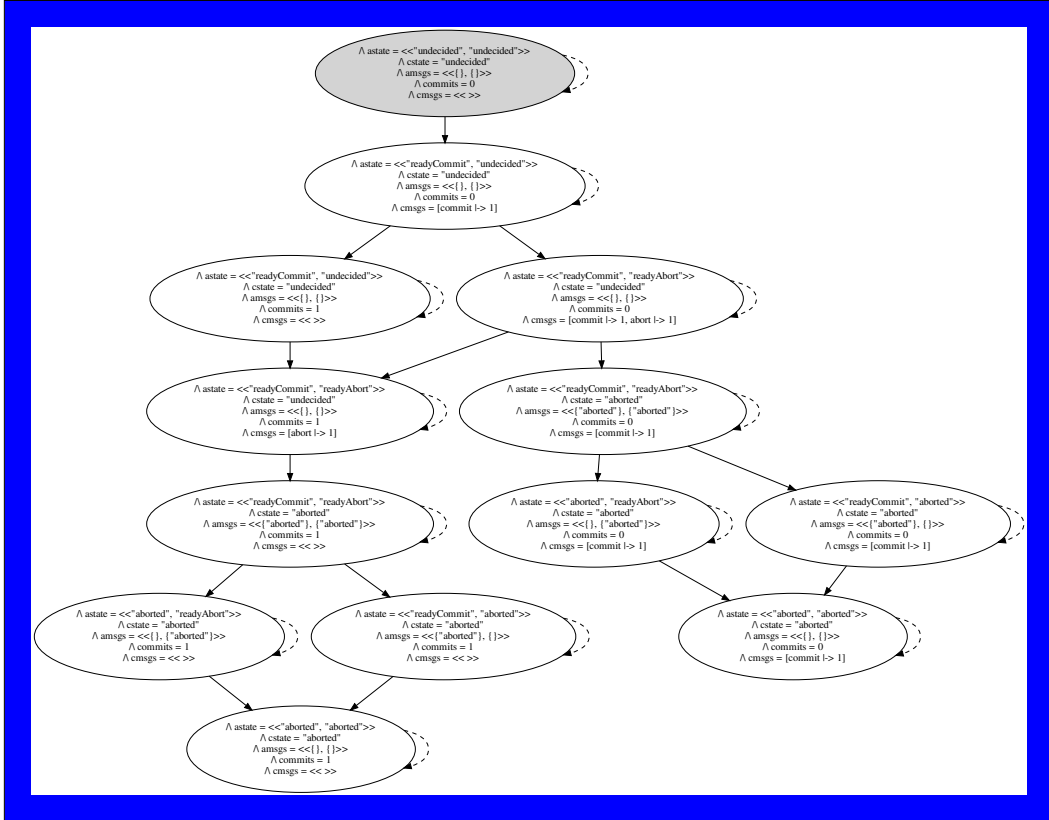 /\ astate = <<"undecided", "undecided">>
/\ cstate = "undecided"
/\ amsgs = <<{}, {}>>
/\ commits = 0
/\ cmsgs = << >>
/\ astate = <<"readyCommit", "undecided">>
/\ cstate = "undecided"
/\ amsgs = <<{}, {}>>
/\ commits = 0
/\ cmsgs = [commit |-> 1]
/\ astate = <<"readyCommit", "undecided">>
/\ cstate = "undecided"
/\ amsgs = <<{}, {}>>
/\ commits = 1
/\ cmsgs = << >>
/\ astate = <<"readyCommit", "readyAbort">>
/\ cstate = "undecided"
/\ amsgs = <<{}, {}>>
/\ commits = 0
/\ cmsgs = [commit |-> 1, abort |-> 1]
/\ astate = <<"readyCommit", "readyAbort">>
/\ cstate = "undecided"
/\ amsgs = <<{}, {}>>
/\ commits = 1
/\ cmsgs = [abort |-> 1]
/\ astate = <<"readyCommit", "readyAbort">>
/\ cstate = "aborted"
/\ amsgs = <<{"aborted"}, {"aborted"}>>
/\ commits = 0
/\ cmsgs = [commit |-> 1]
/\ astate = <<"readyCommit", "readyAbort">>
/\ cstate = "aborted"
/\ amsgs = <<{"aborted"}, {"aborted"}>>
/\ commits = 1
/\ cmsgs = << >>
/\ astate = <<"aborted", "readyAbort">>
/\ cstate = "aborted"
/\ amsgs = <<{}, {"aborted"}>>
/\ commits = 0
/\ cmsgs = [commit |-> 1]
/\ astate = <<"readyCommit", "aborted">>
/\ cstate = "aborted"
/\ amsgs = <<{"aborted"}, {}>>
/\ commits = 0
/\ cmsgs = [commit |-> 1]
/\ astate = <<"aborted", "readyAbort">>
/\ cstate = "aborted"
/\ amsgs = <<{}, {"aborted"}>>
/\ commits = 1
/\ cmsgs = << >>
/\ astate = <<"readyCommit", "aborted">>
/\ cstate = "aborted"
/\ amsgs = <<{"aborted"}, {}>>
/\ commits = 1
/\ cmsgs = << >>
/\ astate = <<"aborted", "aborted">>
/\ cstate = "aborted"
/\ amsgs = <<{}, {}>>
/\ commits = 0
/\ cmsgs = [commit |-> 1]
/\ astate = <<"aborted", "aborted">>
/\ cstate = "aborted"
/\ amsgs = <<{}, {}>>
/\ commits = 1
/\ cmsgs = << >>